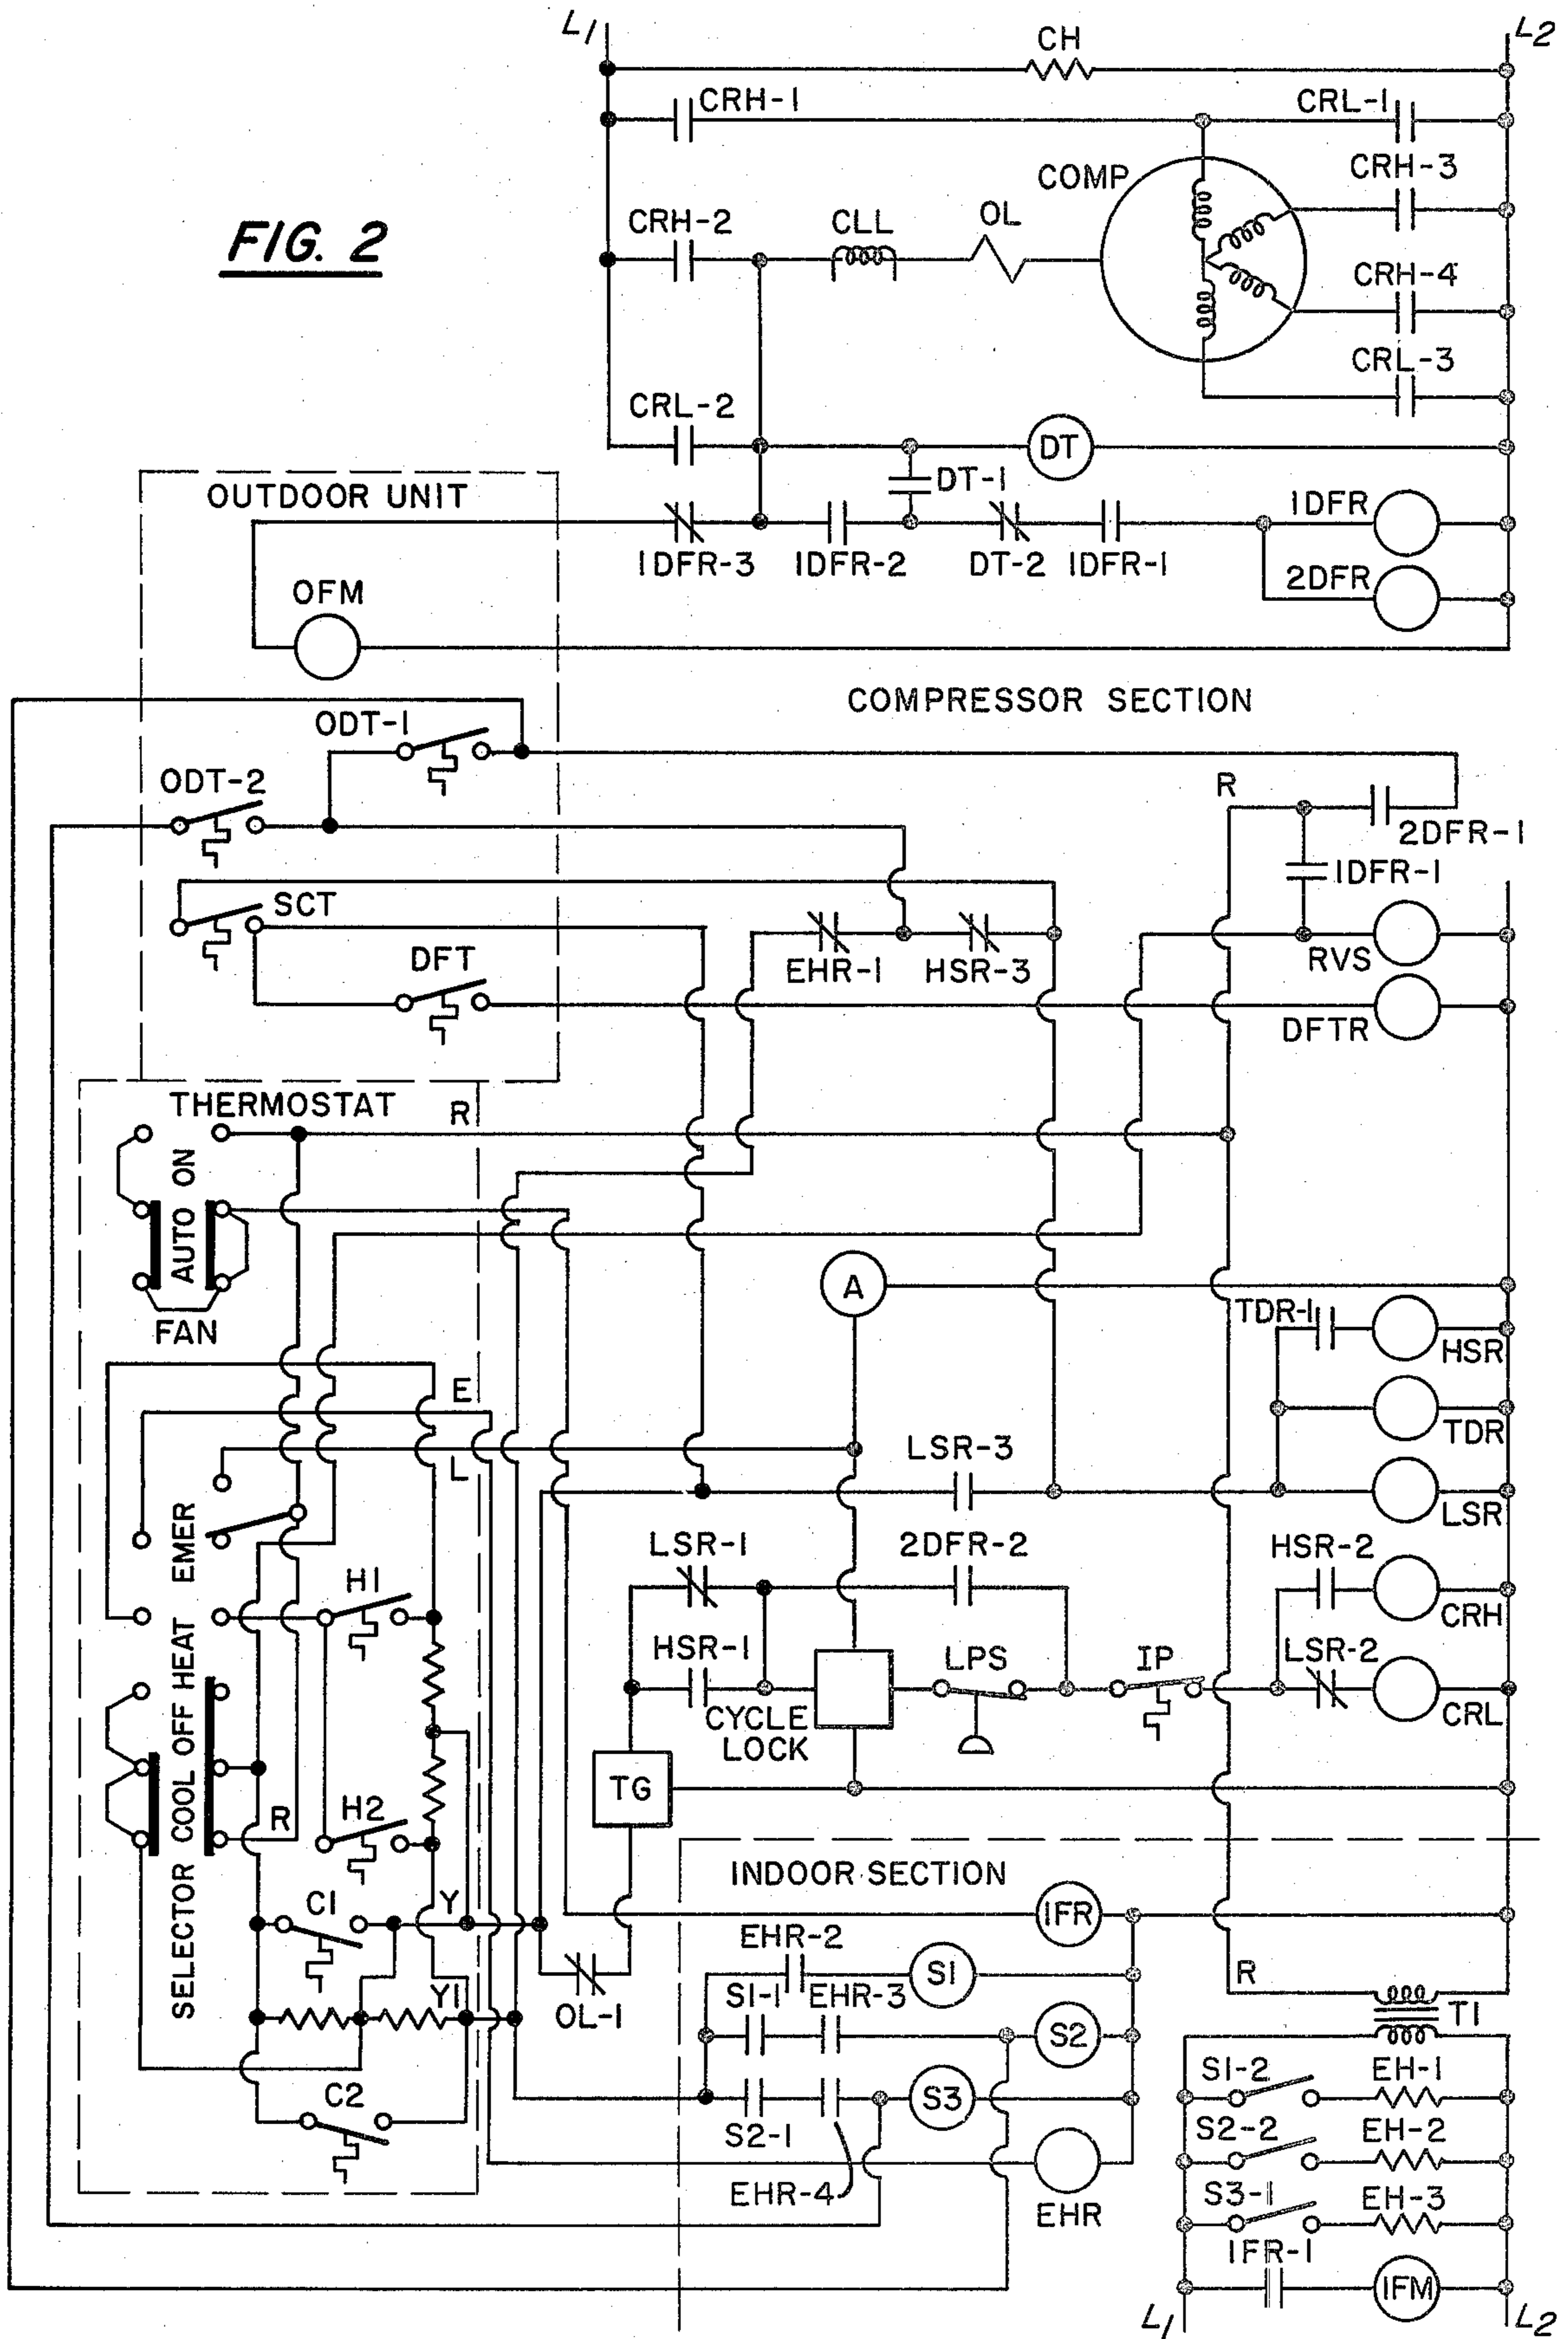 L1
L2
CH
CRH-1
CRL-1
COMP
CRH-3
FIG. 2
CRH-2
CLL
OL
CRH-4
CRL-3
CRL-2
DT
DT-1
OUTDOOR UNIT
1DFR
1DFR-3
1DFR-2
DT-2
1DFR-1
2DFR
OFM
COMPRESSOR SECTION
ODT-1
ODT-2
R
2DFR-1
1DFR-1
SCT
EHR-1
HSR-3
RVS
DFT
DFTR
THERMOSTAT
R
AUTO ON
FAN
A
TDR-1
HSR
E
TDR
L
LSR-3
LSR
LSR-1
2DFR-2
HSR-2
H1
CRH
HSR-1
LPS
IP
LSR-2
CYCLE
LOCK
CRL
TG
SELECTOR COOL OFF HEAT EMER
R
H2
INDOOR SECTION
C1
Y
IFR
EHR-2
S1
R
Y1
OL-1
S1-1
EHR-3
S2
T1
S1-2
EH-1
C2
S3
S2-1
S2-2
EH-2
EHR-4
EHR
S3-1
EH-3
IFR-1
IFM
L1
L2